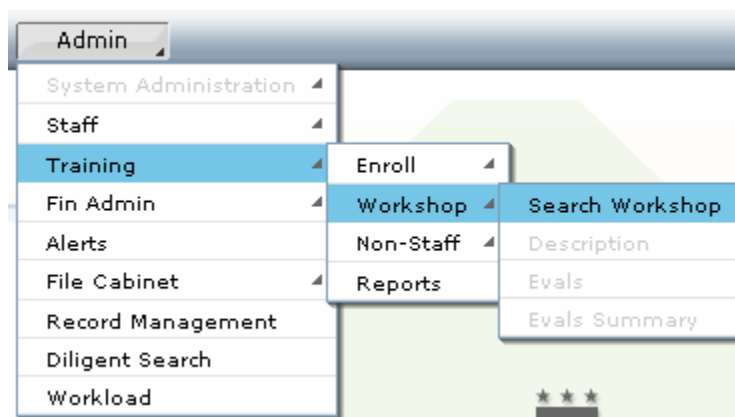 Admin
System Administration
Staff
Training
Fin Admin
Alerts
File Cabinet
Record Management
Diligent Search
Workload
Enroll
Workshop
Non-Staff
Reports
Search Workshop
Description
Evals
Evals Summary